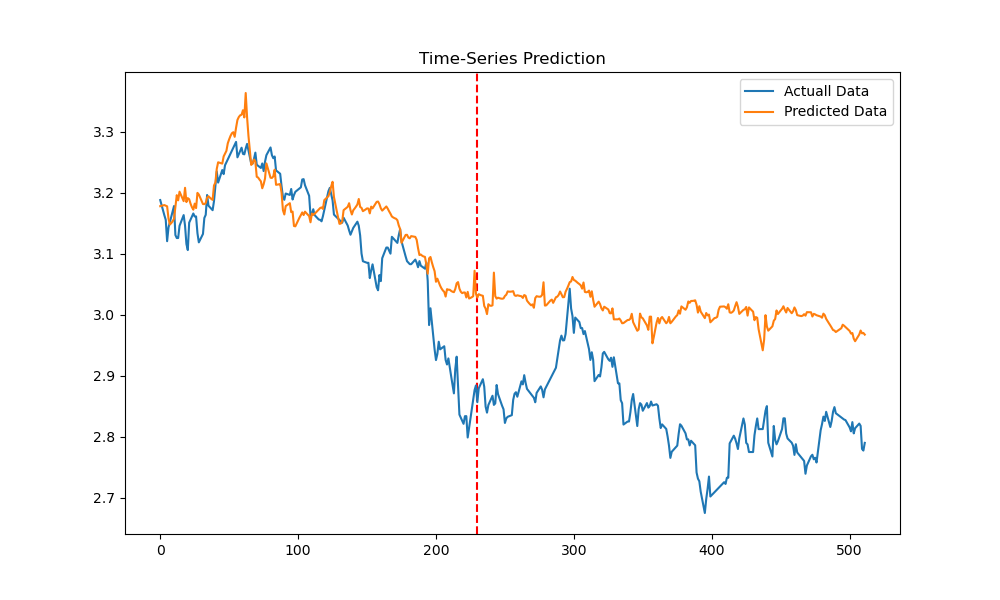 Time-Series Prediction
Actuall Data
Predicted Data
3.3
3.2
3.1
3.0
2.9
2.8
2.7
0 100 200 300 400 500